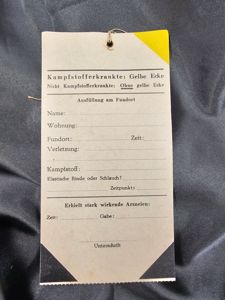 Kampfstofferkrankte: Gelbe Ecke
Nicht Kampfstofferkrankte: Ohne gelbe Ecke
Ausfüllung am Fundort
Name:
Wohnung:
Fundort: Zeit:
Verletzung:
Kampfstoff:
Elastische Binde oder Schlauch?
Zeitpunkt:
Erhielt stark wirkende Arzneien:
Zeit: Gabe: